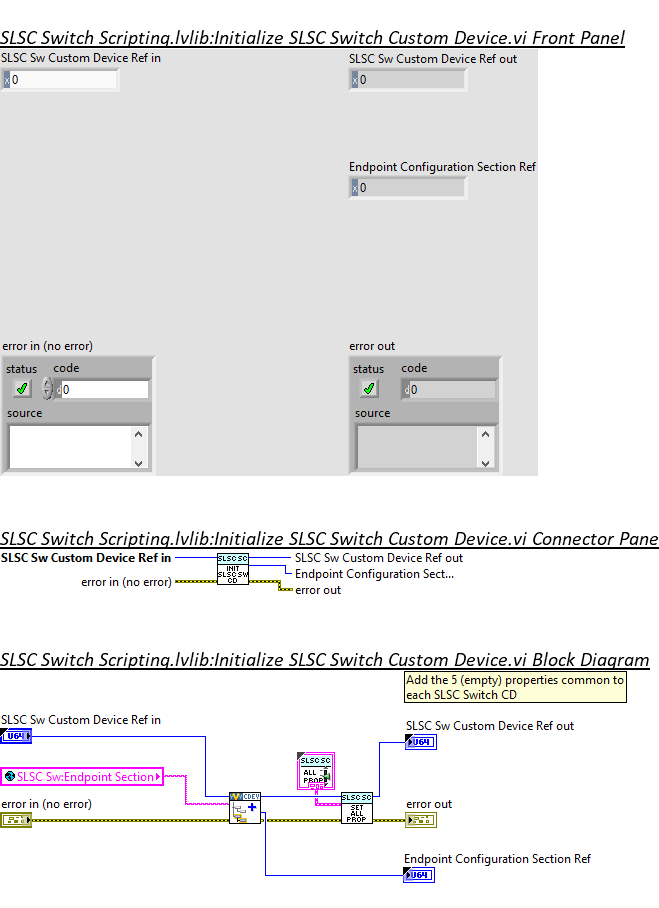 SLSC Switch Scripting.lvlib:Initialize SLSC Switch Custom Device.vi Front Panel
SLSC Sw Custom Device Ref in
SLSC Sw Custom Device Ref out
x 0
x 0
Endpoint Configuration Section Ref
x 0
error in (no error)
error out
status code
status code
d 0
d 0
source
source
SLSC Switch Scripting.lvlib:Initialize SLSC Switch Custom Device.vi Connector Pane
SLSC Sw Custom Device Ref in
SLSC SC
INIT
SLSC SW
CD
SLSC Sw Custom Device Ref out
Endpoint Configuration Sect...
error in (no error)
error out
SLSC Switch Scripting.lvlib:Initialize SLSC Switch Custom Device.vi Block Diagram
Add the 5 (empty) properties common to
each SLSC Switch CD
SLSC Sw Custom Device Ref in
SLSC Sw Custom Device Ref out
U64
U64
SLSC SC
ALL
PROP
SLSC Sw:Endpoint Section
error in (no error)
CDEV
SLSC SC
SET
ALL
PROP
error out
Endpoint Configuration Section Ref
U64